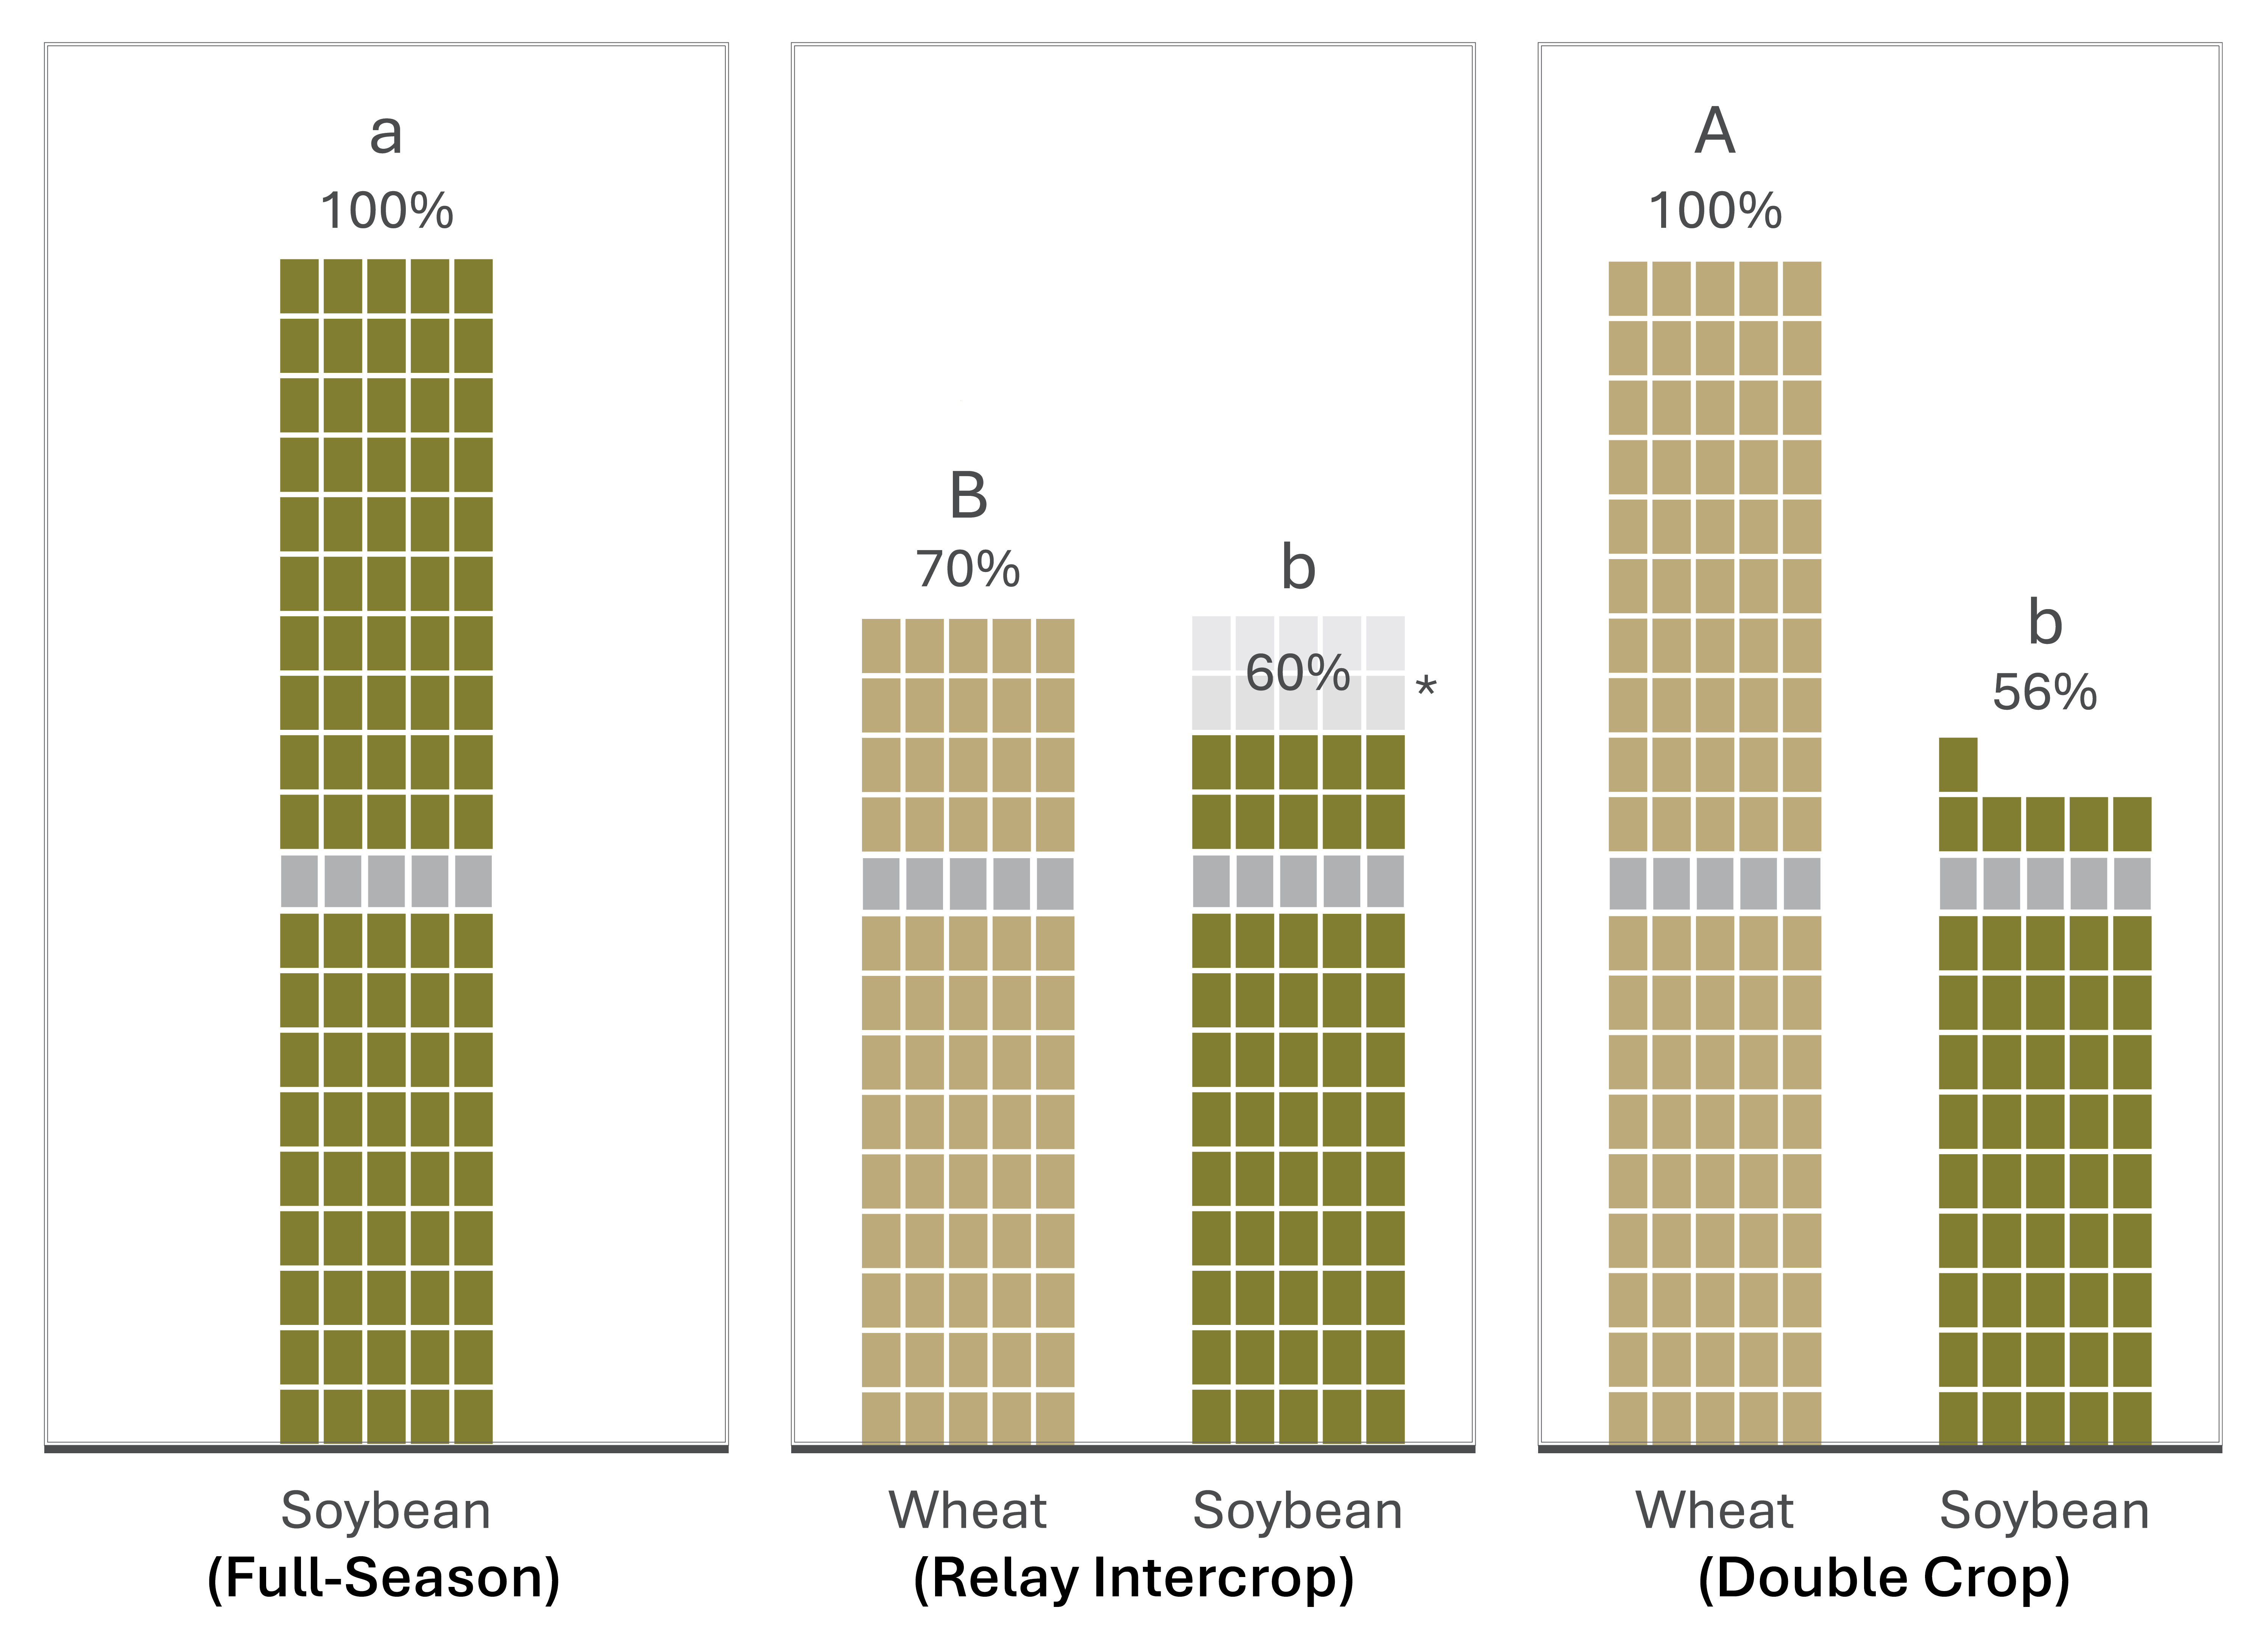 a
100%
Soybean
(Full-Season)
B
70%
b
60%
*
Wheat
Soybean
(Relay Intercrop)
A
100%
b
56%
Wheat
Soybean
(Double Crop)